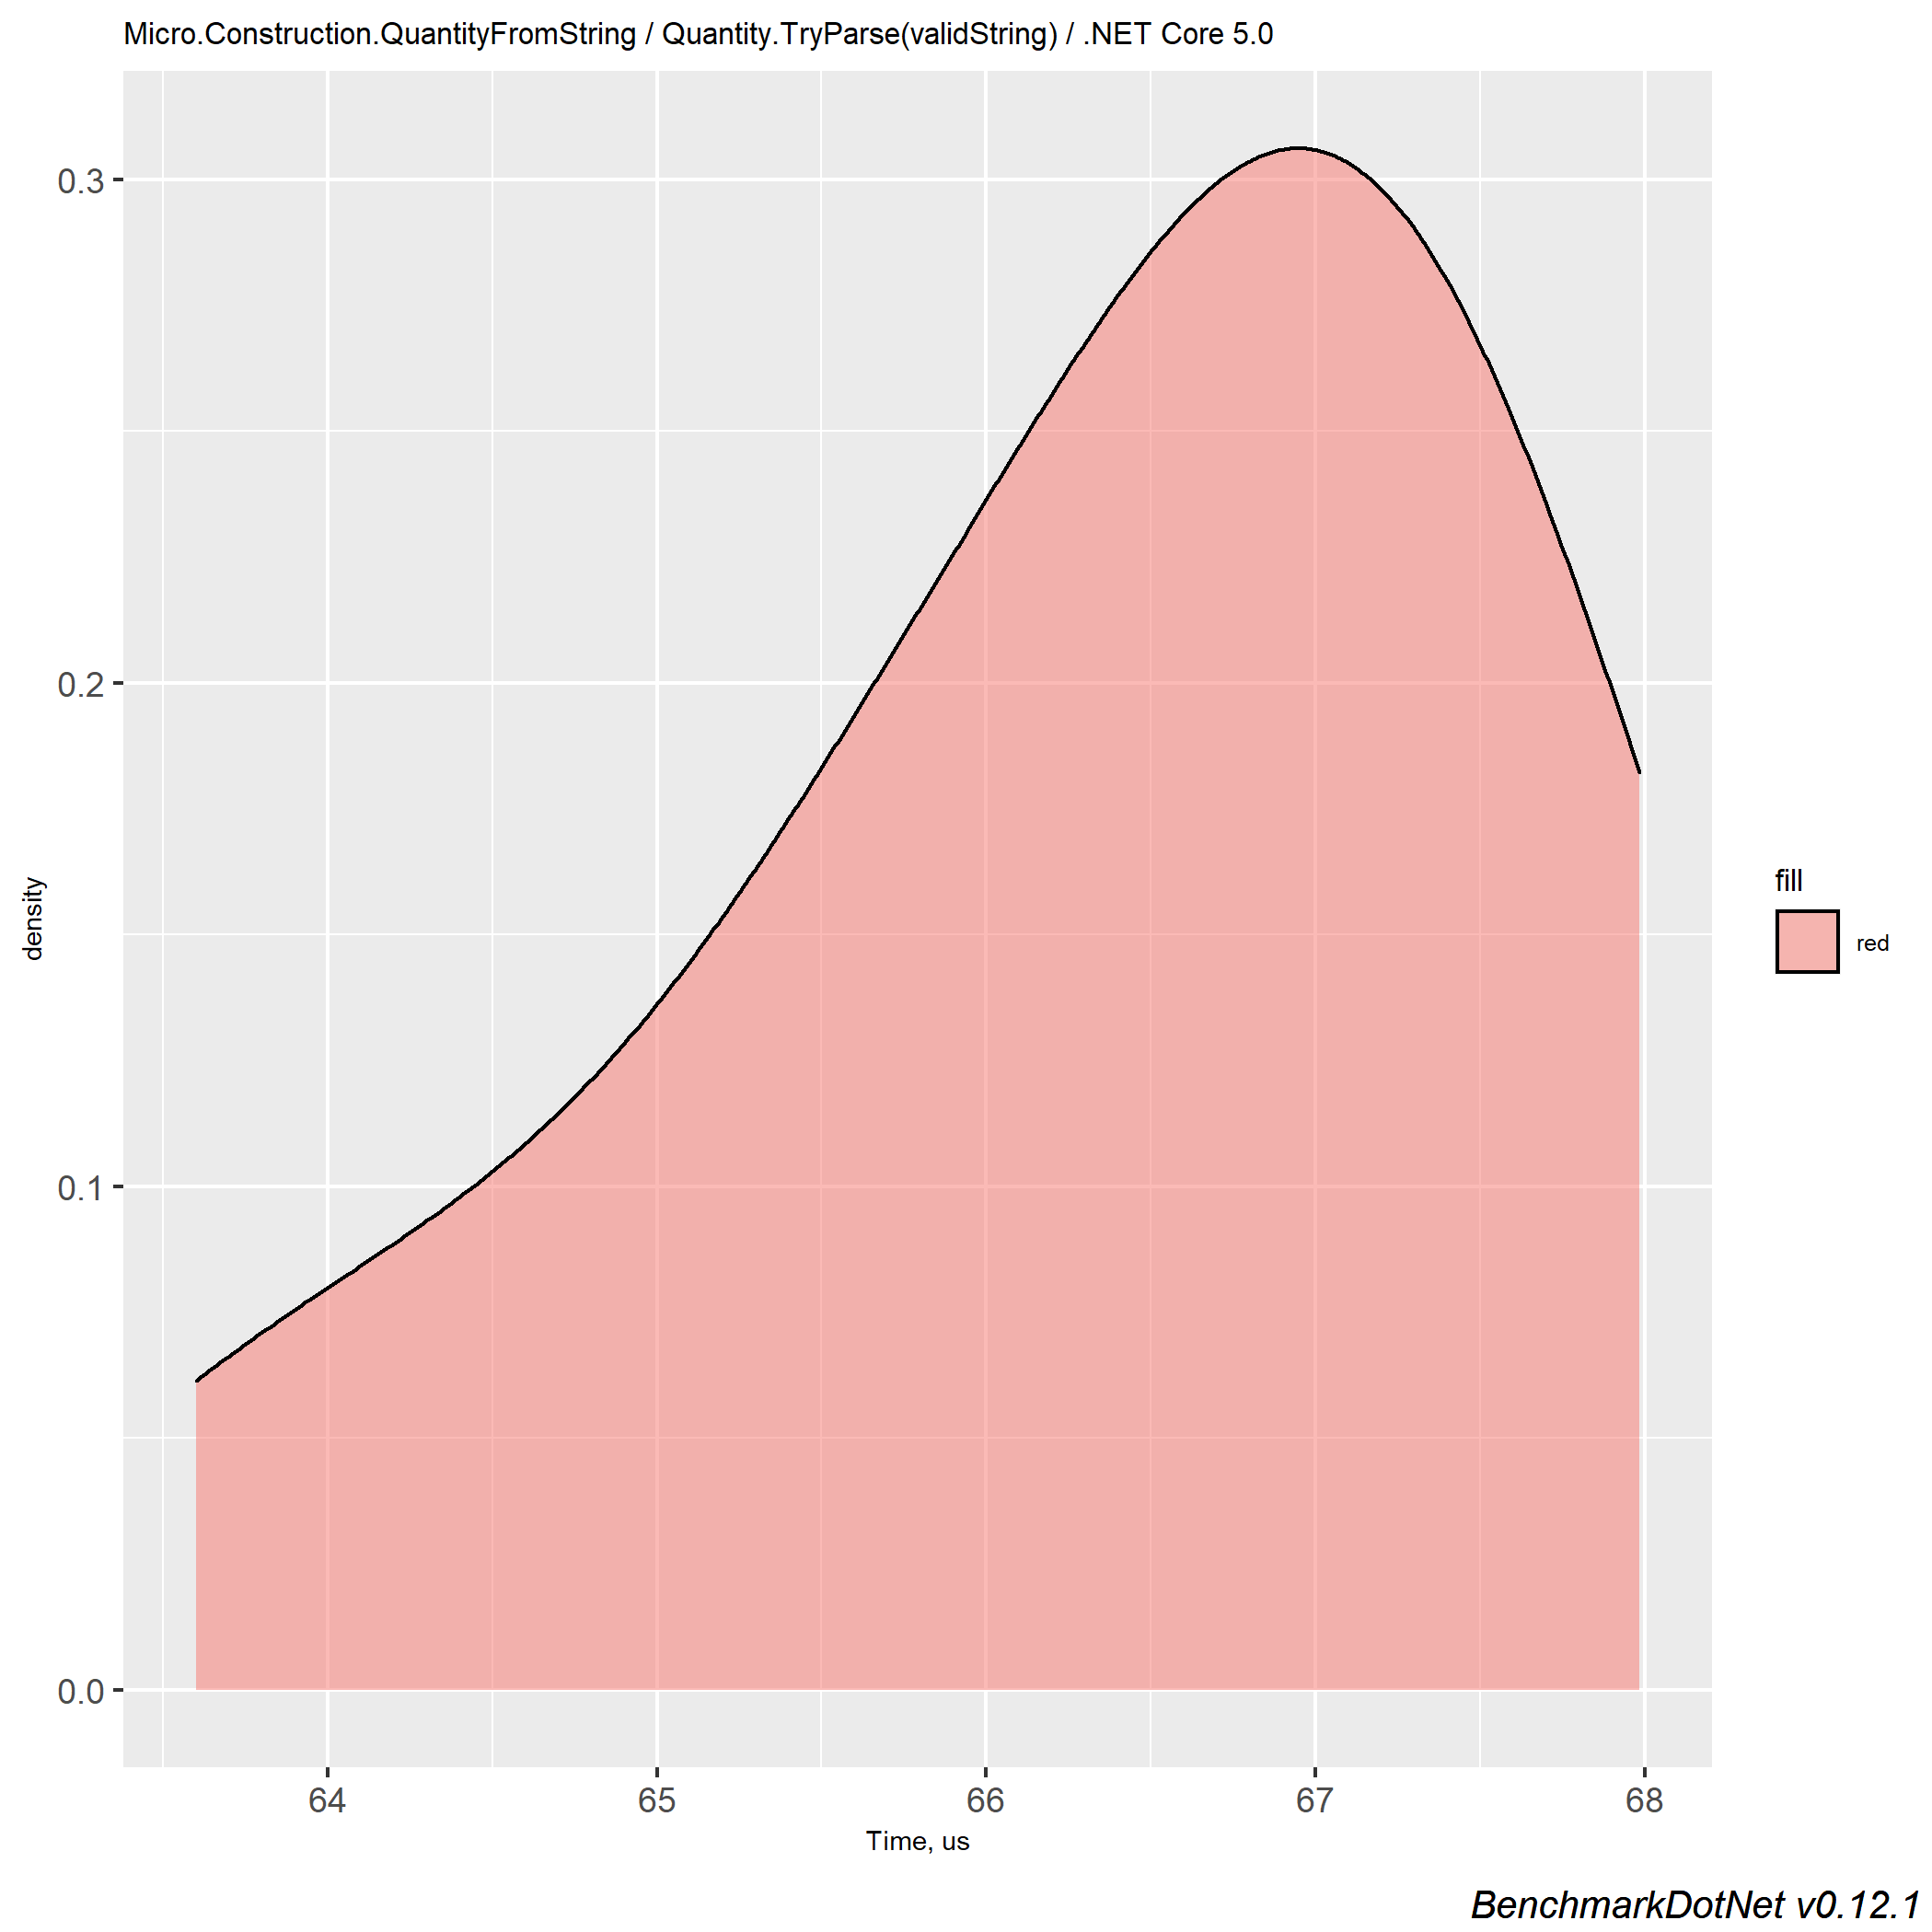 Micro.Construction.QuantityFromString / Quantity.TryParse(validString) / .NET Core 5.0
0.3
0.2
0.1
0.0
density
64 65 66 67 68
Time, us
fill
red
BenchmarkDotNet v0.12.1